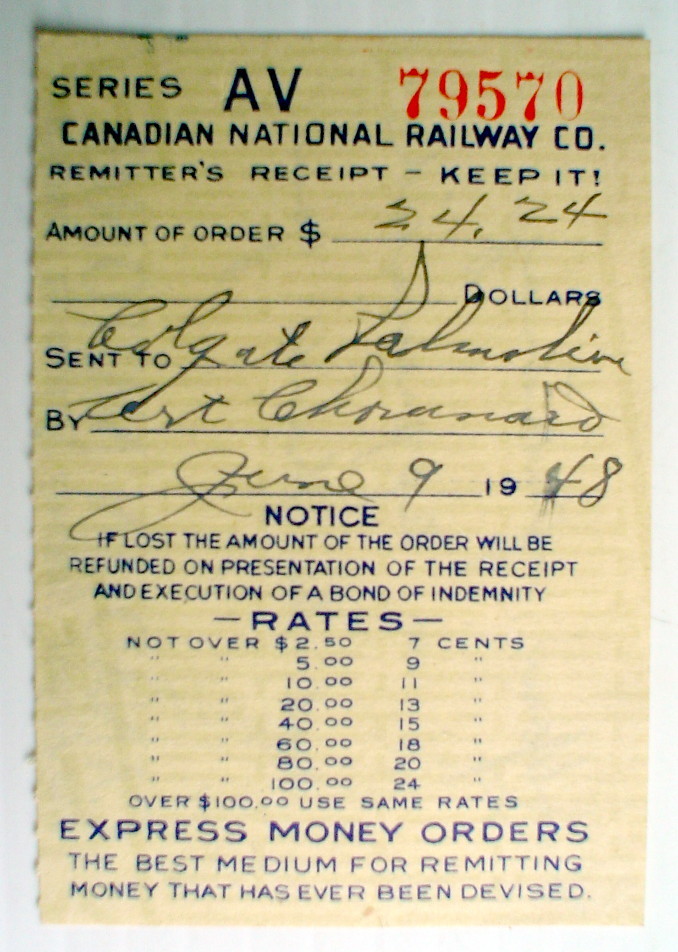 SERIES AV 79570
CANADIAN NATIONAL RAILWAY CO.
REMITTER'S RECEIPT - KEEP IT!
AMOUNT OF ORDER $ 24.24
DOLLARS
SENT TO Colgate Palmolive
BY
June 9 1948
NOTICE
IF LOST THE AMOUNT OF THE ORDER WILL BE
REFUNDED ON PRESENTATION OF THE RECEIPT
AND EXECUTION OF A BOND OF INDEMNITY
—RATES—
NOT OVER $2.50 7 CENTS
" " 5.00 9 "
" " 10.00 11 "
" " 20.00 13 "
" " 40.00 15 "
" " 60.00 18 "
" " 80.00 20 "
" " 100.00 24 "
OVER $100.00 USE SAME RATES
EXPRESS MONEY ORDERS
THE BEST MEDIUM FOR REMITTING
MONEY THAT HAS EVER BEEN DEVISED.